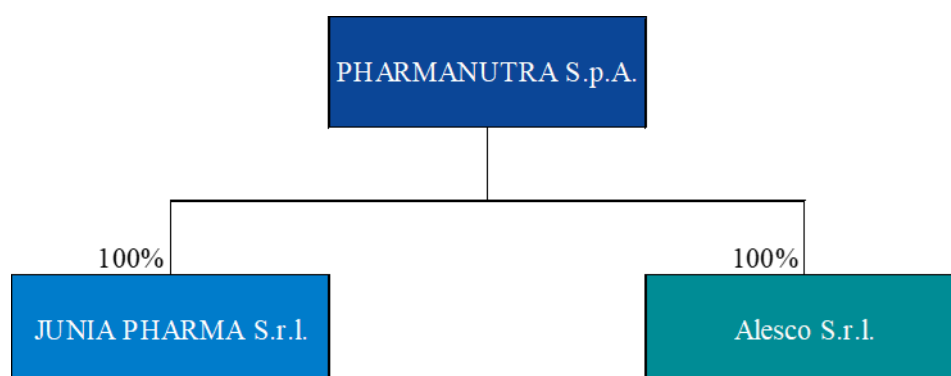 PHARMANUTRA S.p.A.
100%
100%
JUNIA PHARMA S.r.l.
Alesco S.r.l.